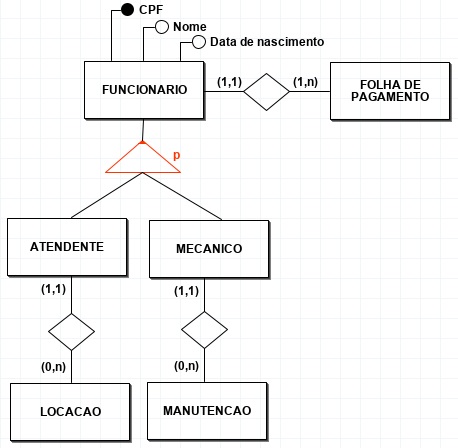 CPF
Nome
Data de nascimento
FUNCIONARIO
(1,1)
(1,n)
FOLHA DE
PAGAMENTO
p
ATENDENTE
MECANICO
(1,1)
(1,1)
(0,n)
(0,n)
LOCACAO
MANUTENCAO